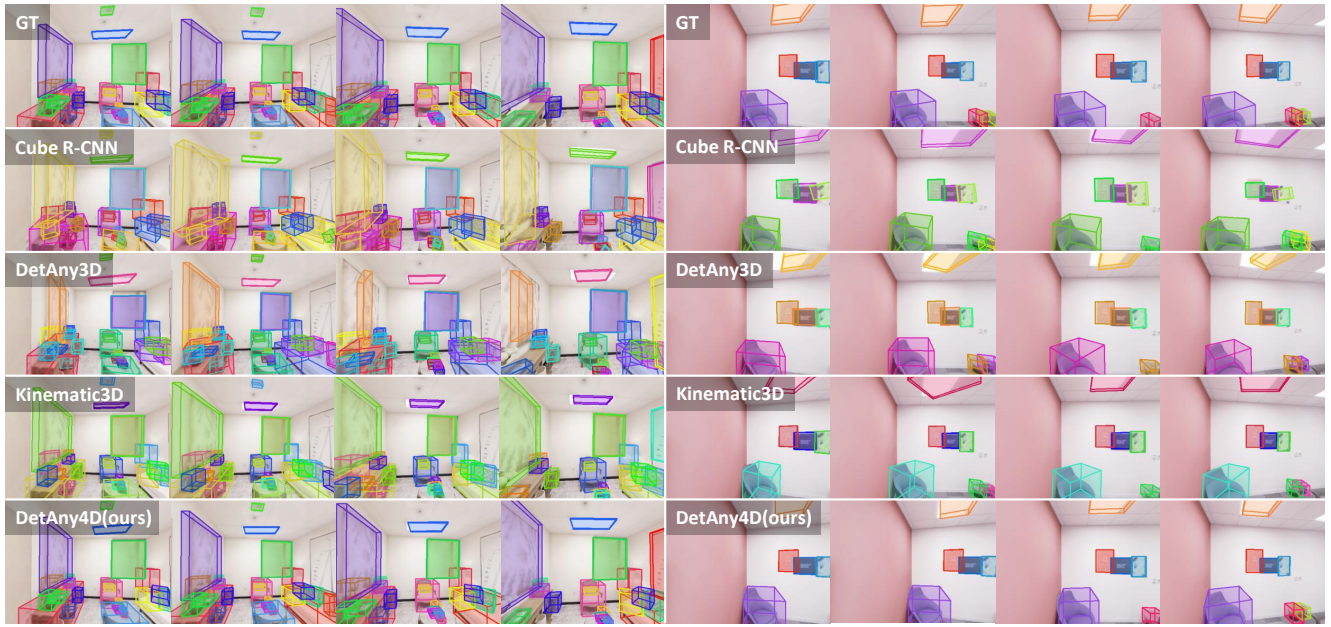 GT
GT
Cube R-CNN
Cube R-CNN
DetAny3D
DetAny3D
Kinematic3D
Kinematic3D
DetAny4D(ours)
DetAny4D(ours)